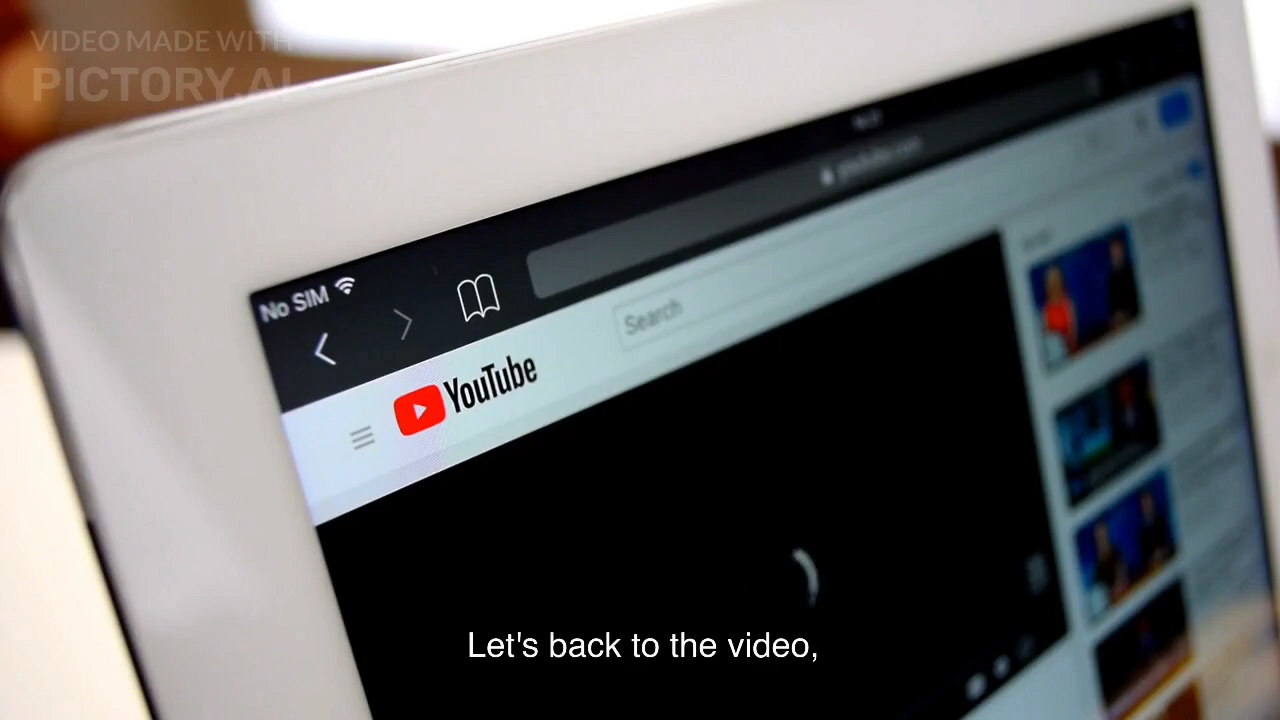 VIDEO MADE WITH
PICTORY.AI
No SIM
Search
YouTube
Let's back to the video,